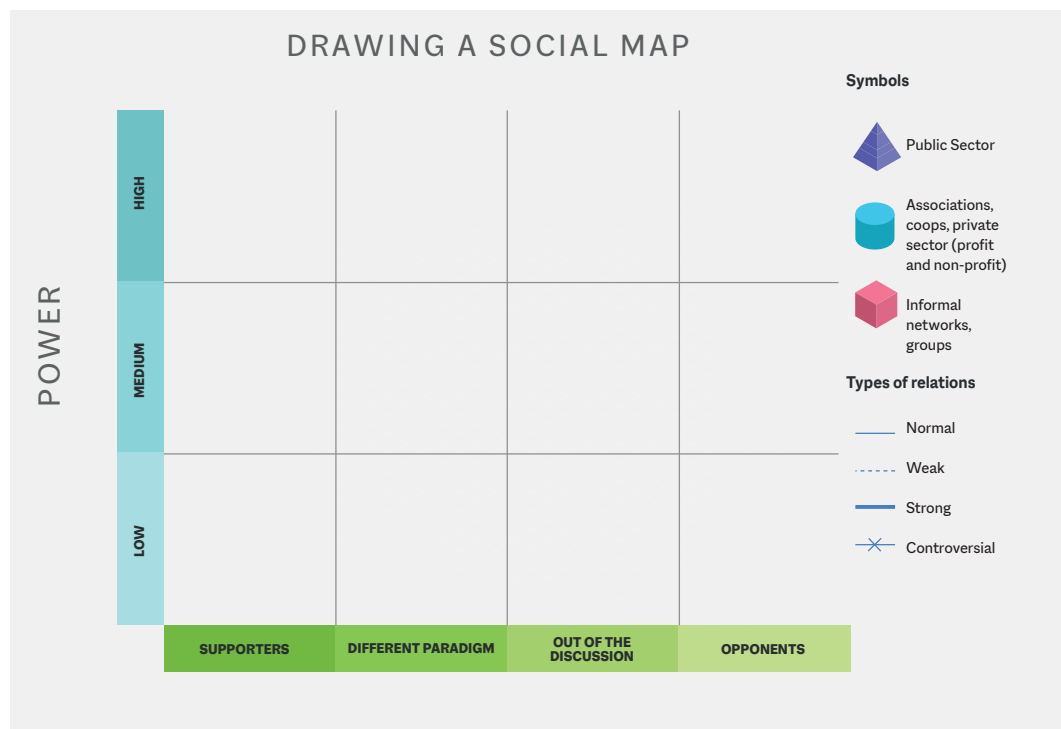 DRAWING A SOCIAL MAP
POWER
HIGH
MEDIUM
LOW
SUPPORTERS
DIFFERENT PARADIGM
OUT OF THE
DISCUSSION
OPPONENTS
Symbols
Public Sector
Associations,
coops, private
sector (profit
and non-profit)
Informal
networks,
groups
Types of relations
Normal
Weak
Strong
Controversial